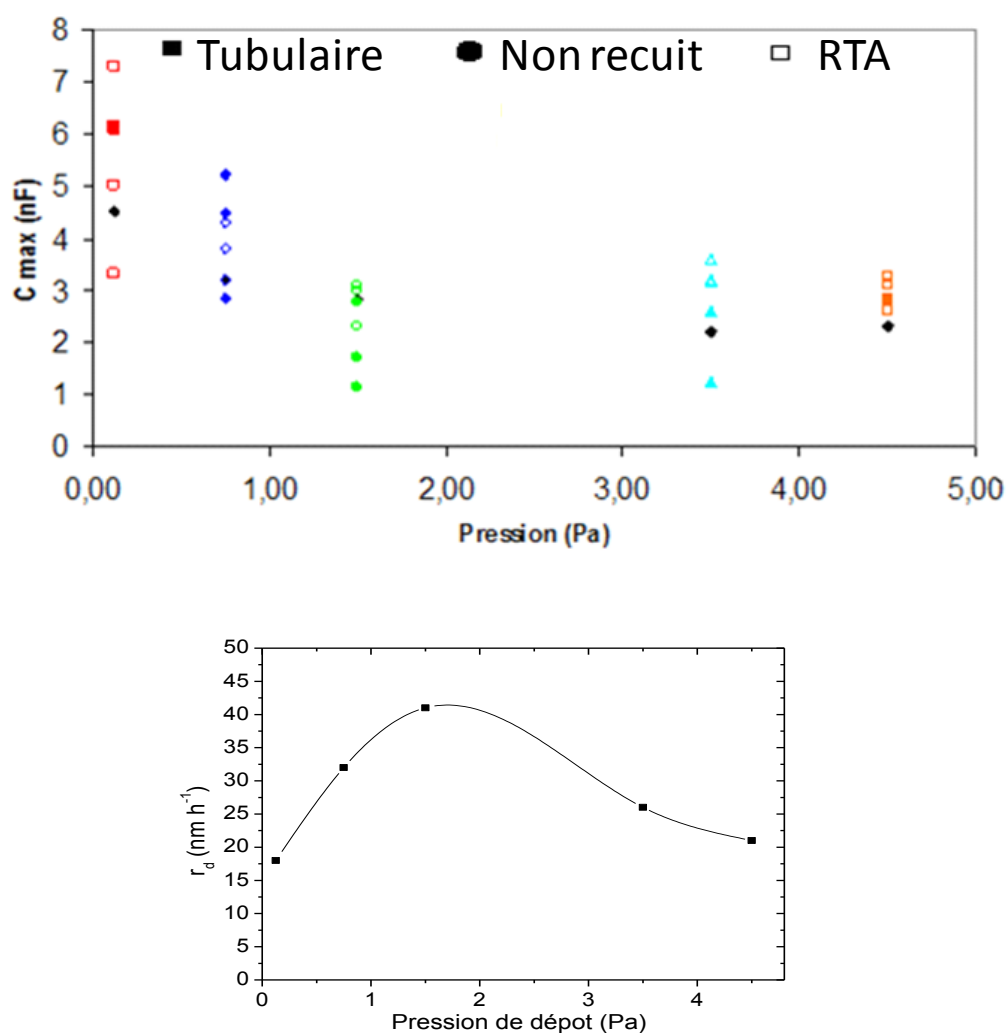 8
■ Tubulaire ● Non recuit □ RTA
7
6
5
4
3
2
1
0
C max (nF)
0,00 1,00 2,00 3,00 4,00 5,00
Pression (Pa)
50
45
40
35
30
25
20
15
10
5
0
r_d (nm h⁻¹)
0 1 2 3 4
Pression de dépot (Pa)